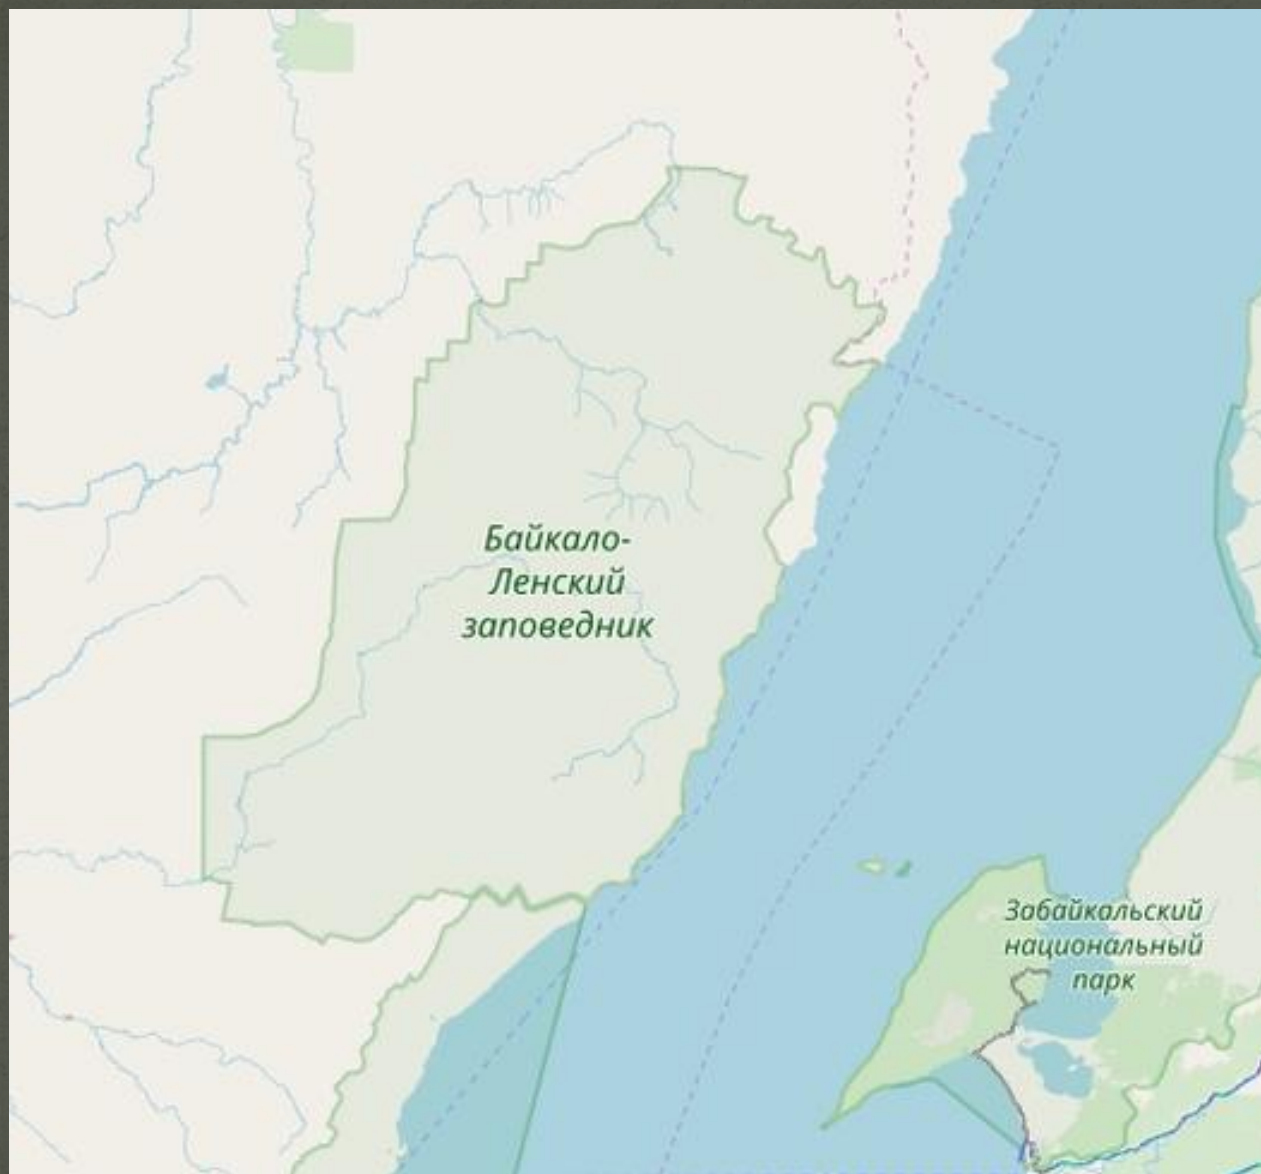 Байкало-
Ленский
заповедник
Забайкальский
национальный
парк